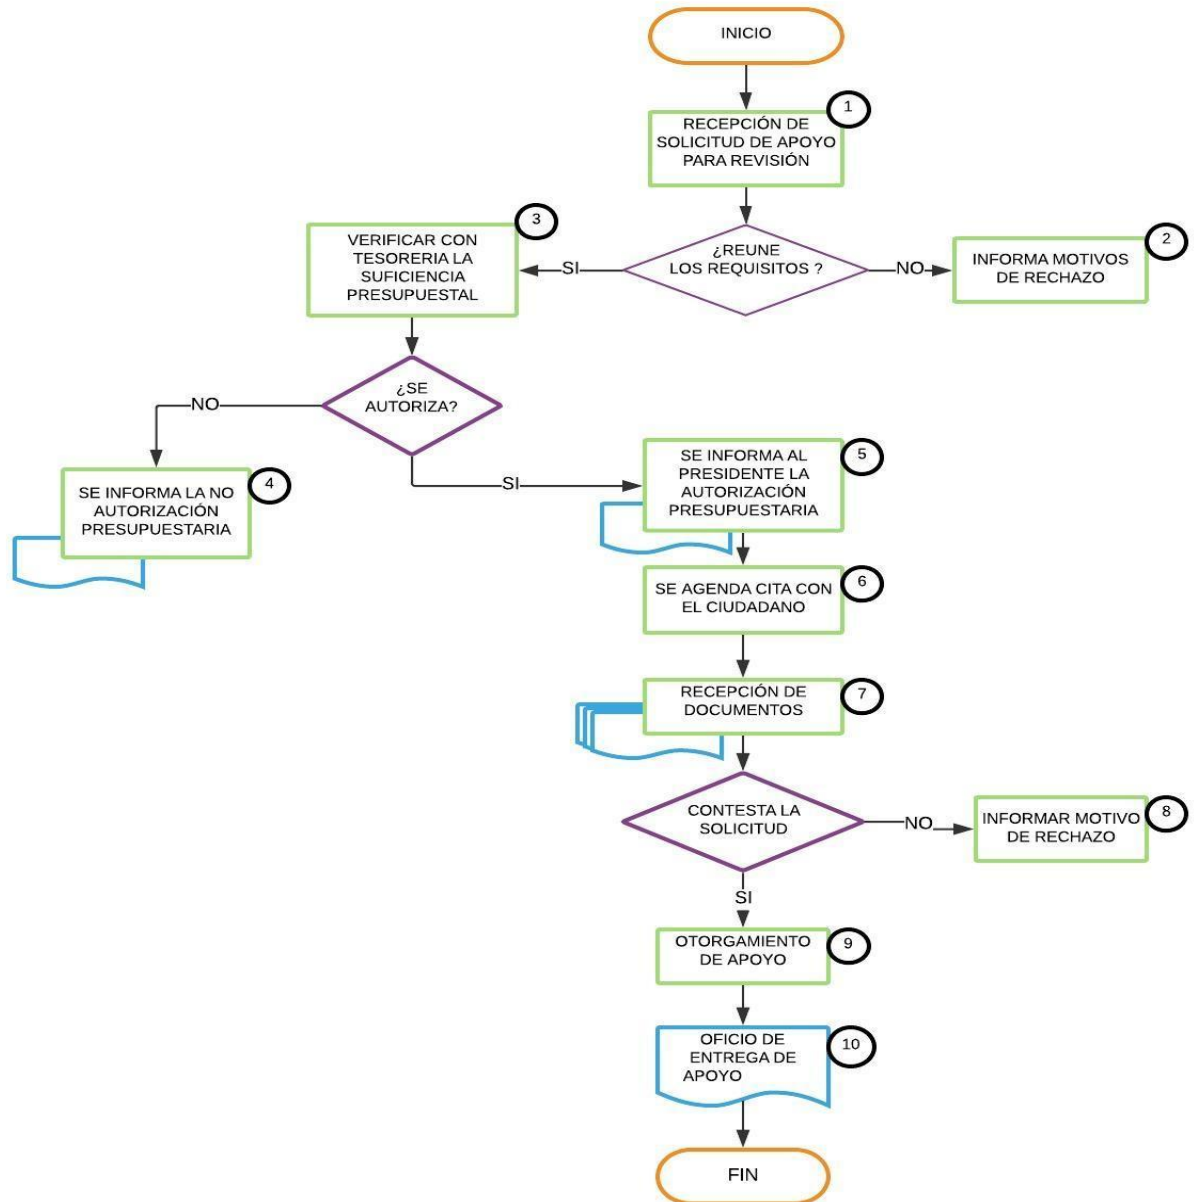 INICIO
1
RECEPCIÓN DE
SOLICITUD DE APOYO
PARA REVISIÓN
¿REUNE
LOS REQUISITOS ?
NO
2
INFORMA MOTIVOS
DE RECHAZO
SI
3
VERIFICAR CON
TESORERIA LA
SUFICIENCIA
PRESUPUESTAL
¿SE
AUTORIZA?
NO
4
SE INFORMA LA NO
AUTORIZACIÓN
PRESUPUESTARIA
SI
5
SE INFORMA AL
PRESIDENTE LA
AUTORIZACIÓN
PRESUPUESTARIA
6
SE AGENDA CITA CON
EL CIUDADANO
7
RECEPCIÓN DE
DOCUMENTOS
CONTESTA LA
SOLICITUD
NO
8
INFORMAR MOTIVO
DE RECHAZO
SI
9
OTORGAMIENTO
DE APOYO
10
OFICIO DE
ENTREGA DE
APOYO
FIN